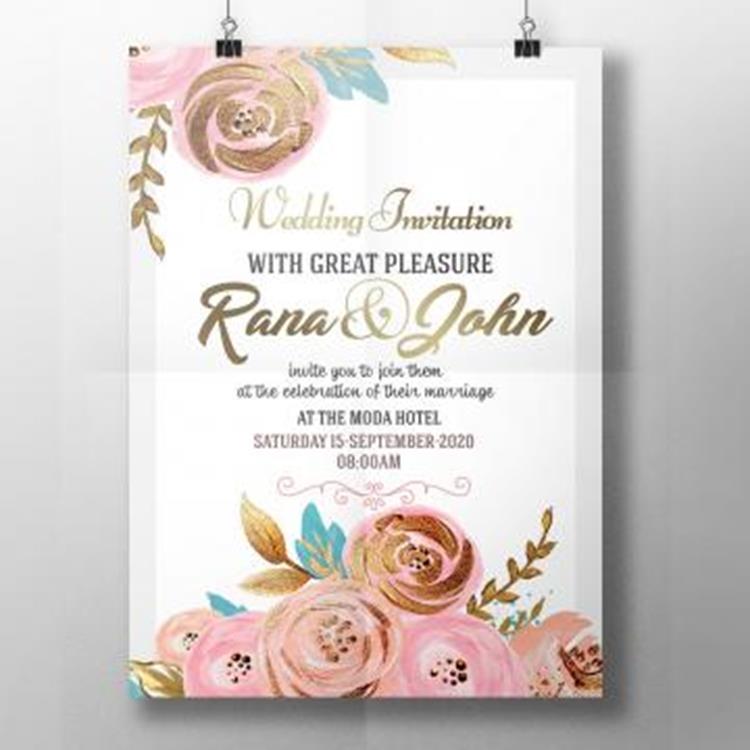 Wedding Invitation
WITH GREAT PLEASURE
Rana & John
invite you to join them
at the celebration of their marriage
AT THE MODA HOTEL
SATURDAY 15-SEPTEMBER-2020
08:00AM